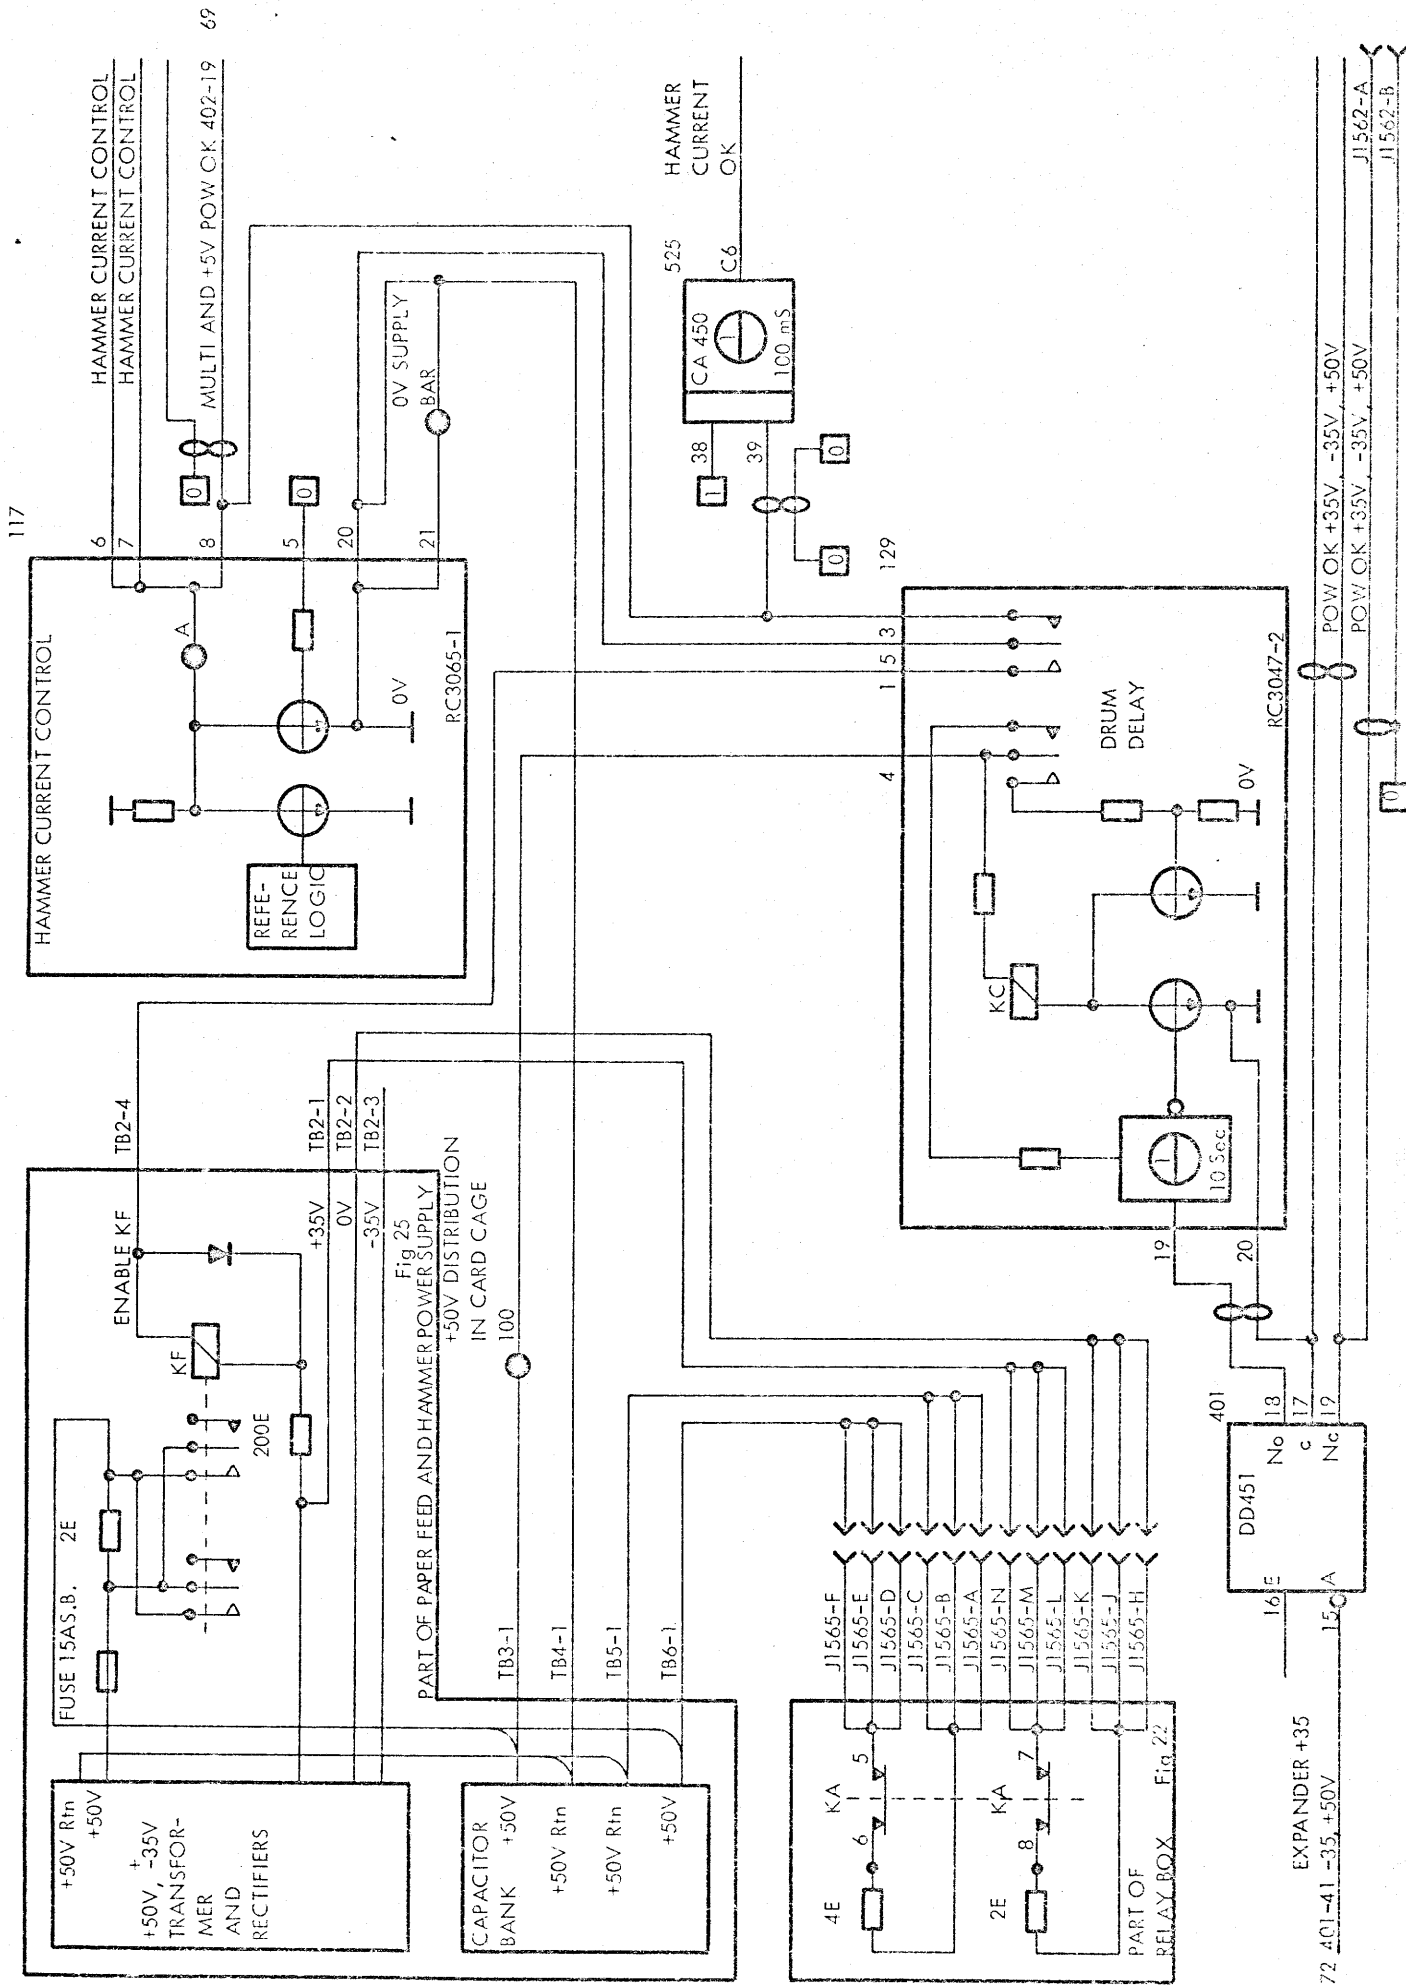 69
117
HAMMER CURRENT CONTROL
HAMMER CURRENT CONTROL
MULTI AND +5V POW OK 402-19
HAMMER CURRENT CONTROL
6
7
8
5
20
21
A
0
0
0V
REFE-
RENCE
LOGIC
RC3065-1
0V SUPPLY
BAR
HAMMER
CURRENT
OK
525
C6
CA 450
1
100 mS
38
39
1
0
0
129
1 5 3
4
DRUM
DELAY
RC3047-2
KC
0V
1
10 Sec
19
20
ENABLE KF
TB2-4
KF
FUSE 15AS.B.
2E
200E
+35V
TB2-1
0V
TB2-2
-35V
TB2-3
Fig 25
PART OF PAPER FEED AND HAMMER POWER SUPPLY
+50V DISTRIBUTION
IN CARD CAGE
100
+50V Rtn
+50V
+50V, ±35V
TRANSFOR-
MER
AND
RECTIFIERS
CAPACITOR
BANK
+50V
+50V Rtn
+50V Rtn
+50V
TB3-1
TB4-1
TB5-1
TB6-1
J1565-F
J1565-E
J1565-D
J1565-C
J1565-B
J1565-A
J1565-N
J1565-M
J1565-L
J1565-K
J1565-J
J1565-H
4E
6
KA
5
2E
8
KA
7
PART OF
RELAY BOX
Fig 22
401
DD451
No
c
Nc
18
17
19
16
E
15
A
EXPANDER +35
72 401-41 -35, +50V
POW OK +35V, -35V, +50V
POW OK +35V, -35V, +50V
0
J1562-A
J1562-B